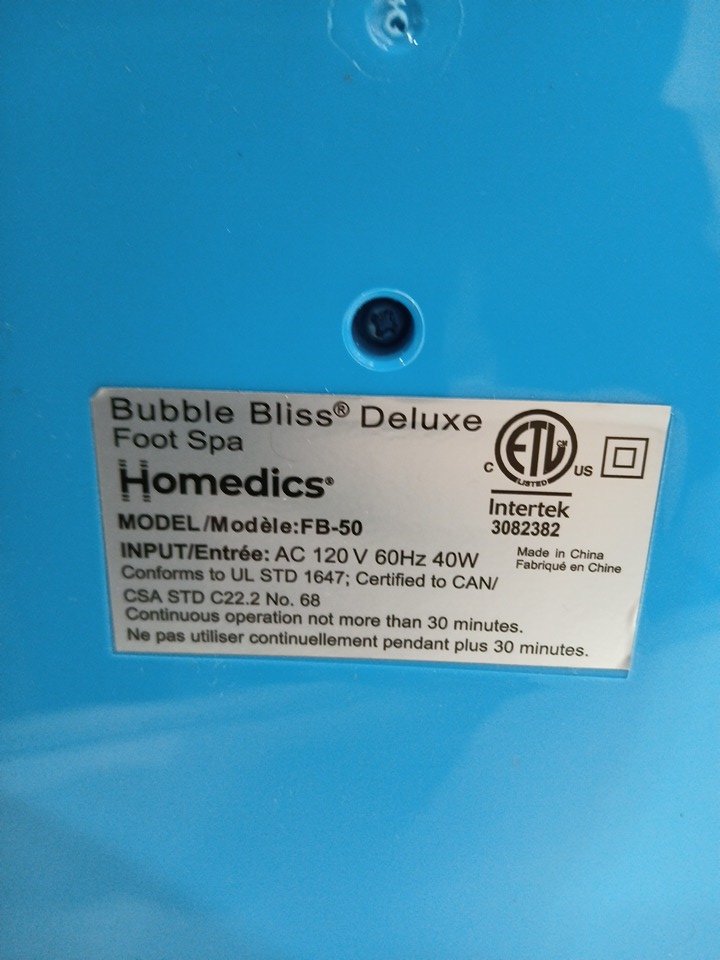 Bubble Bliss® Deluxe
Foot Spa
Homedics®
MODEL/Modèle:FB-50
INPUT/Entrée: AC 120 V 60Hz 40W
Conforms to UL STD 1647; Certified to CAN/
CSA STD C22.2 No. 68
Continuous operation not more than 30 minutes.
Ne pas utiliser continuellement pendant plus 30 minutes.
ETL CM
LISTED
C US
Intertek
3082382
Made in China
Fabriqué en Chine